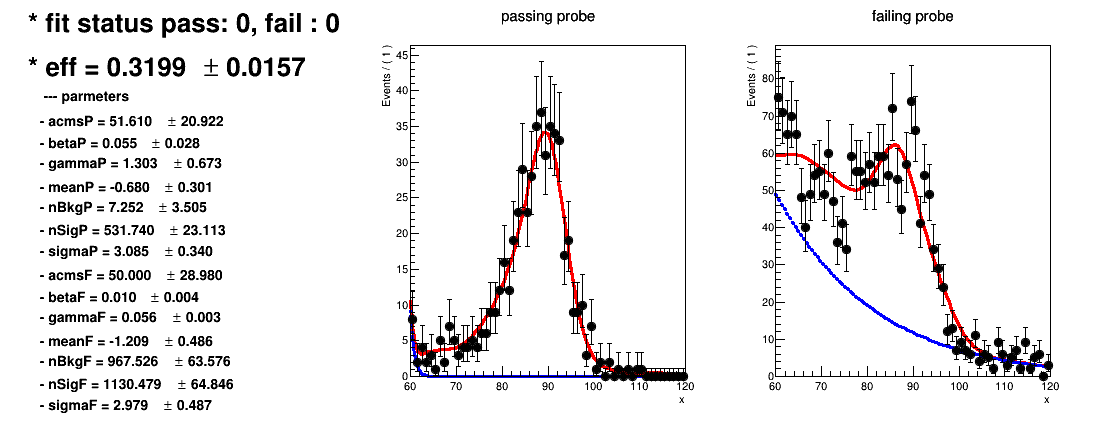 * fit status pass: 0, fail : 0
* eff = 0.3199 ± 0.0157
--- parmeters
- acmsP = 51.610 ± 20.922
- betaP = 0.055 ± 0.028
- gammaP = 1.303 ± 0.673
- meanP = -0.680 ± 0.301
- nBkgP = 7.252 ± 3.505
- nSigP = 531.740 ± 23.113
- sigmaP = 3.085 ± 0.340
- acmsF = 50.000 ± 28.980
- betaF = 0.010 ± 0.004
- gammaF = 0.056 ± 0.003
- meanF = -1.209 ± 0.486
- nBkgF = 967.526 ± 63.576
- nSigF = 1130.479 ± 64.846
- sigmaF = 2.979 ± 0.487
passing probe
Events / ( 1 )
45
40
35
30
25
20
15
10
5
0
60 70 80 90 100 110 120
x
failing probe
Events / ( 1 )
80
70
60
50
40
30
20
10
0
60 70 80 90 100 110 120
x